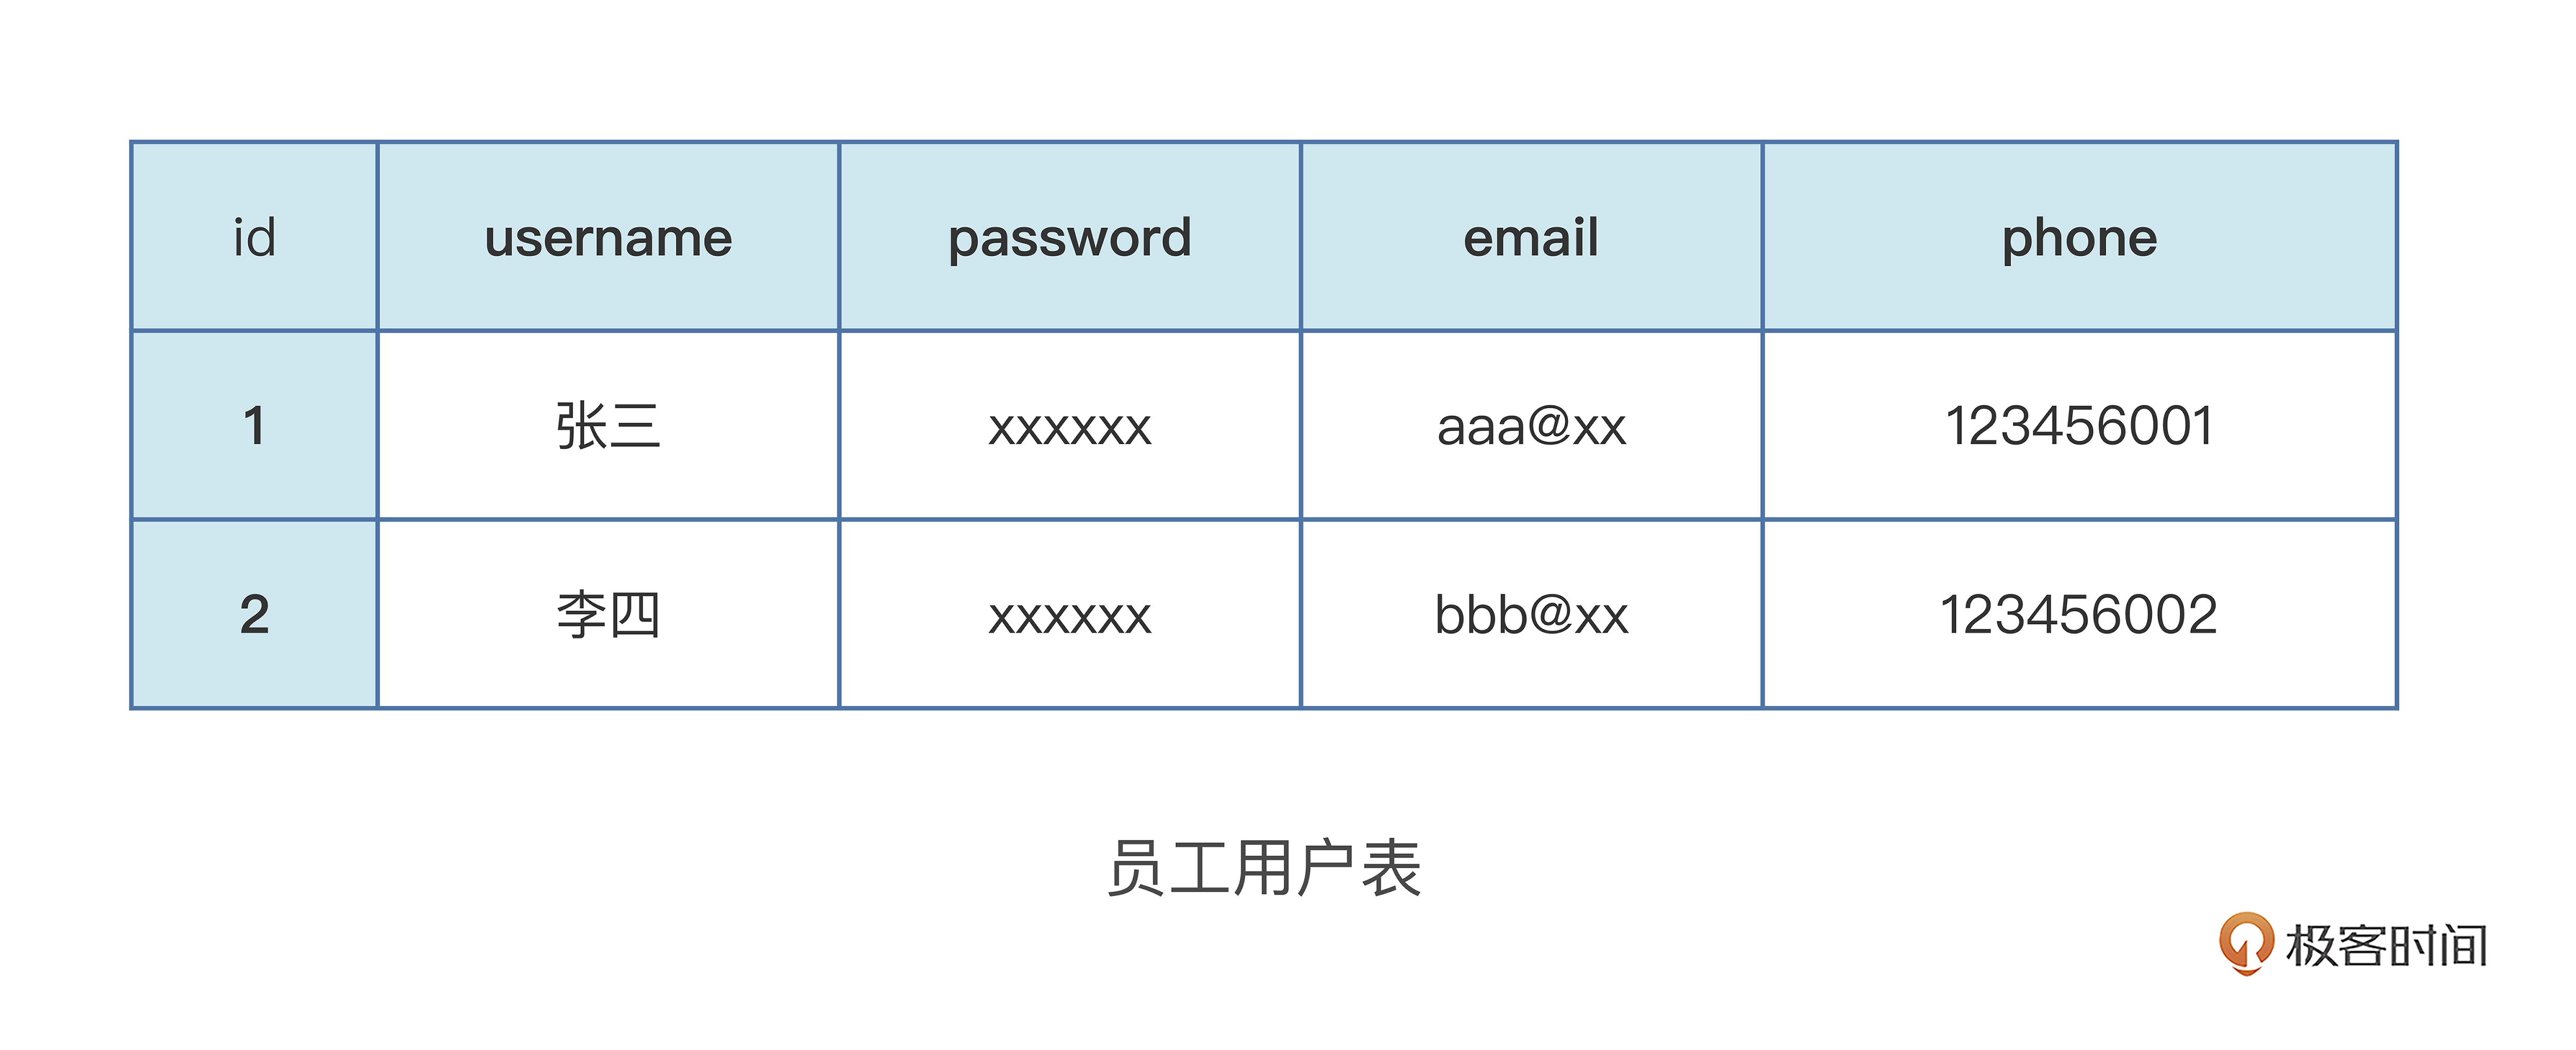 id username password email phone
1 张三 xxxxxx aaa@xx 123456001
2 李四 xxxxxx bbb@xx 123456002
员工用户表
极客时间